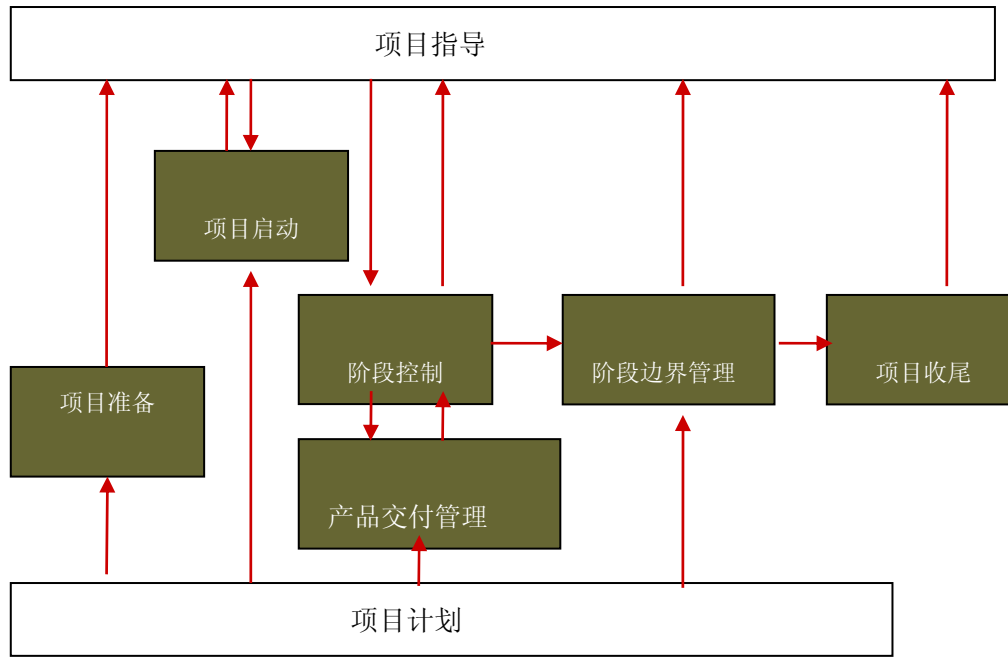 项目指导
项目启动
阶段控制
阶段边界管理
项目收尾
项目准备
产品交付管理
项目计划